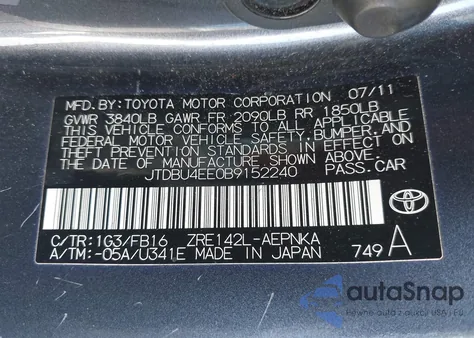 MFD. BY: TOYOTA MOTOR CORPORATION 07/11
GVWR 3840LB GAWR FR 2090LB RR 1850LB
THIS VEHICLE CONFORMS TO ALL APPLICABLE
FEDERAL MOTOR VEHICLE SAFETY, BUMPER, AND
THEFT PREVENTION STANDARDS IN EFFECT ON
THE DATE OF MANUFACTURE SHOWN ABOVE.
JTDBU4EE0B9152240 PASS. CAR
C/TR: 1G3/FB16 ZRE142L-AEPNKA
A/TM: -05A/U341E MADE IN JAPAN 749 A
TOYOTA
autoSnap